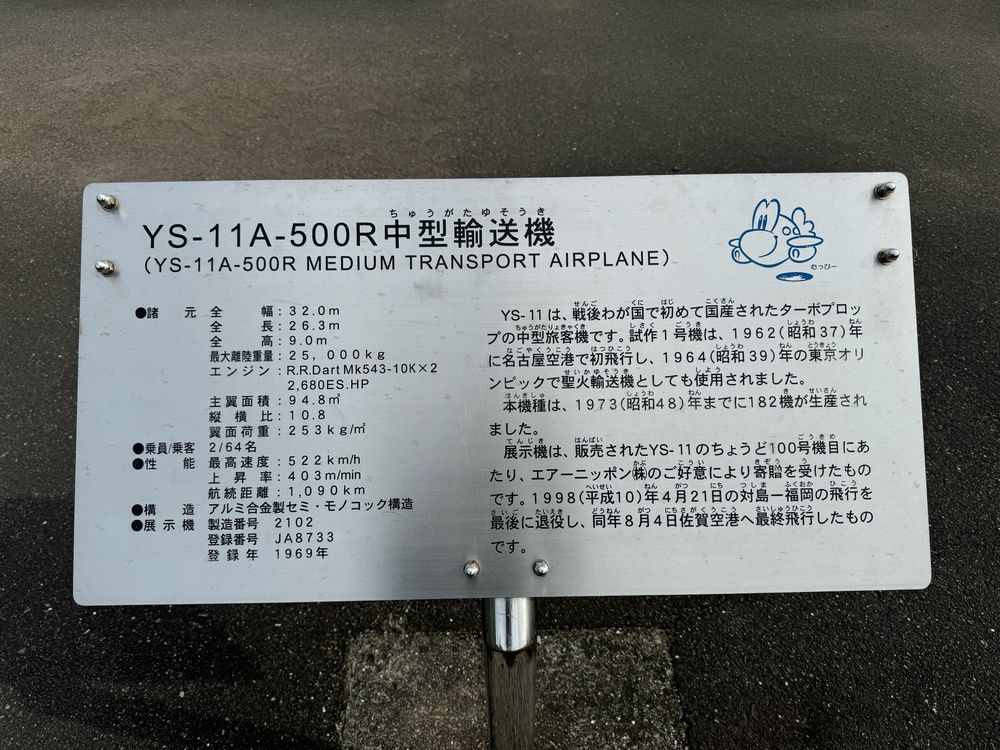 YS-11A-500R中型輸送機
(YS-11A-500R MEDIUM TRANSPORT AIRPLANE)
むっぴー
●諸元 全幅:32.0m
全長:26.3m
全高:9.0m
最大離陸重量:25,000kg
エンジン:R.R.Dart Mk543-10K×2
2,680ES.HP
主翼面積:94.8㎡
縦横比:10.8
翼面荷重:253kg/㎡
●乗員/乗客 2/64名
●性能 最高速度:522km/h
上昇率:403m/min
航続距離:1,090km
●構造 アルミ合金製セミ・モノコック構造
●展示機 製造番号 2102
登録番号 JA8733
登録年 1969年
YS-11は、戦後わが国で初めて国産されたターボプロッ
プの中型旅客機です。試作1号機は、1962(昭和37)年
に名古屋空港で初飛行し、1964(昭和39)年の東京オリ
ンピックで聖火輸送機としても使用されました。
本機種は、1973(昭和48)年までに182機が生産され
ました。
展示機は、販売されたYS-11のちょうど100号機目にあ
たり、エアーニッポン㈱のご好意により寄贈を受けたもの
です。1998(平成10)年4月21日の対島ー福岡の飛行を
最後に退役し、同年8月4日佐賀空港へ最終飛行したもの
です。